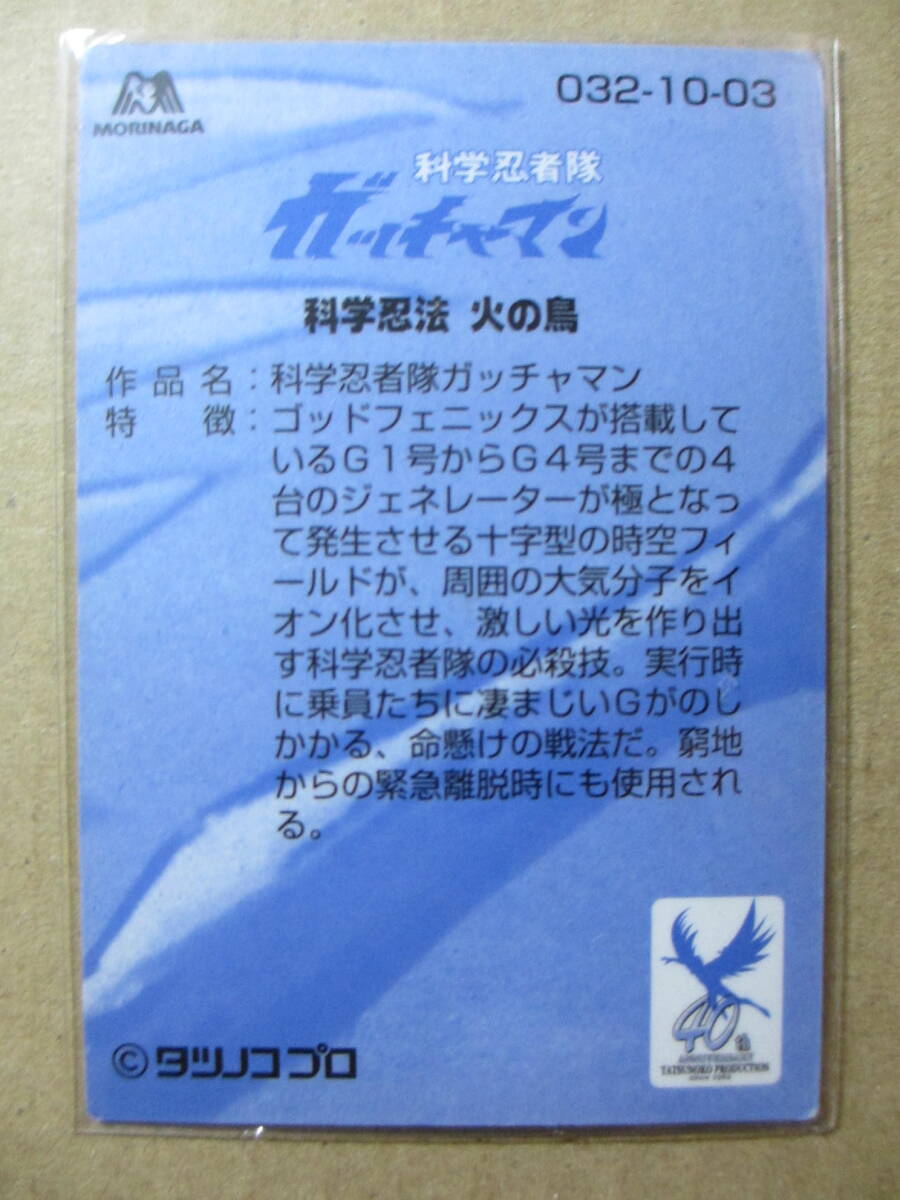 MORINAGA
032-10-03
科学忍者隊
ガッチャマン
科学忍法 火の鳥
作品名:科学忍者隊ガッチャマン
特 徴:ゴッドフェニックスが搭載して
いるG1号からG4号までの4
台のジェネレーターが極となっ
て発生させる十字型の時空フィ
ールドが、周囲の大気分子をイ
オン化させ、激しい光を作り出
す科学忍者隊の必殺技。実行時
に乗員たちに凄まじいGがのし
かかる、命懸けの戦法だ。窮地
からの緊急離脱時にも使用され
る。
40th
ANNIVERSARY
TATSUNOKO PRODUCTION
since 1962
©タツノコプロ